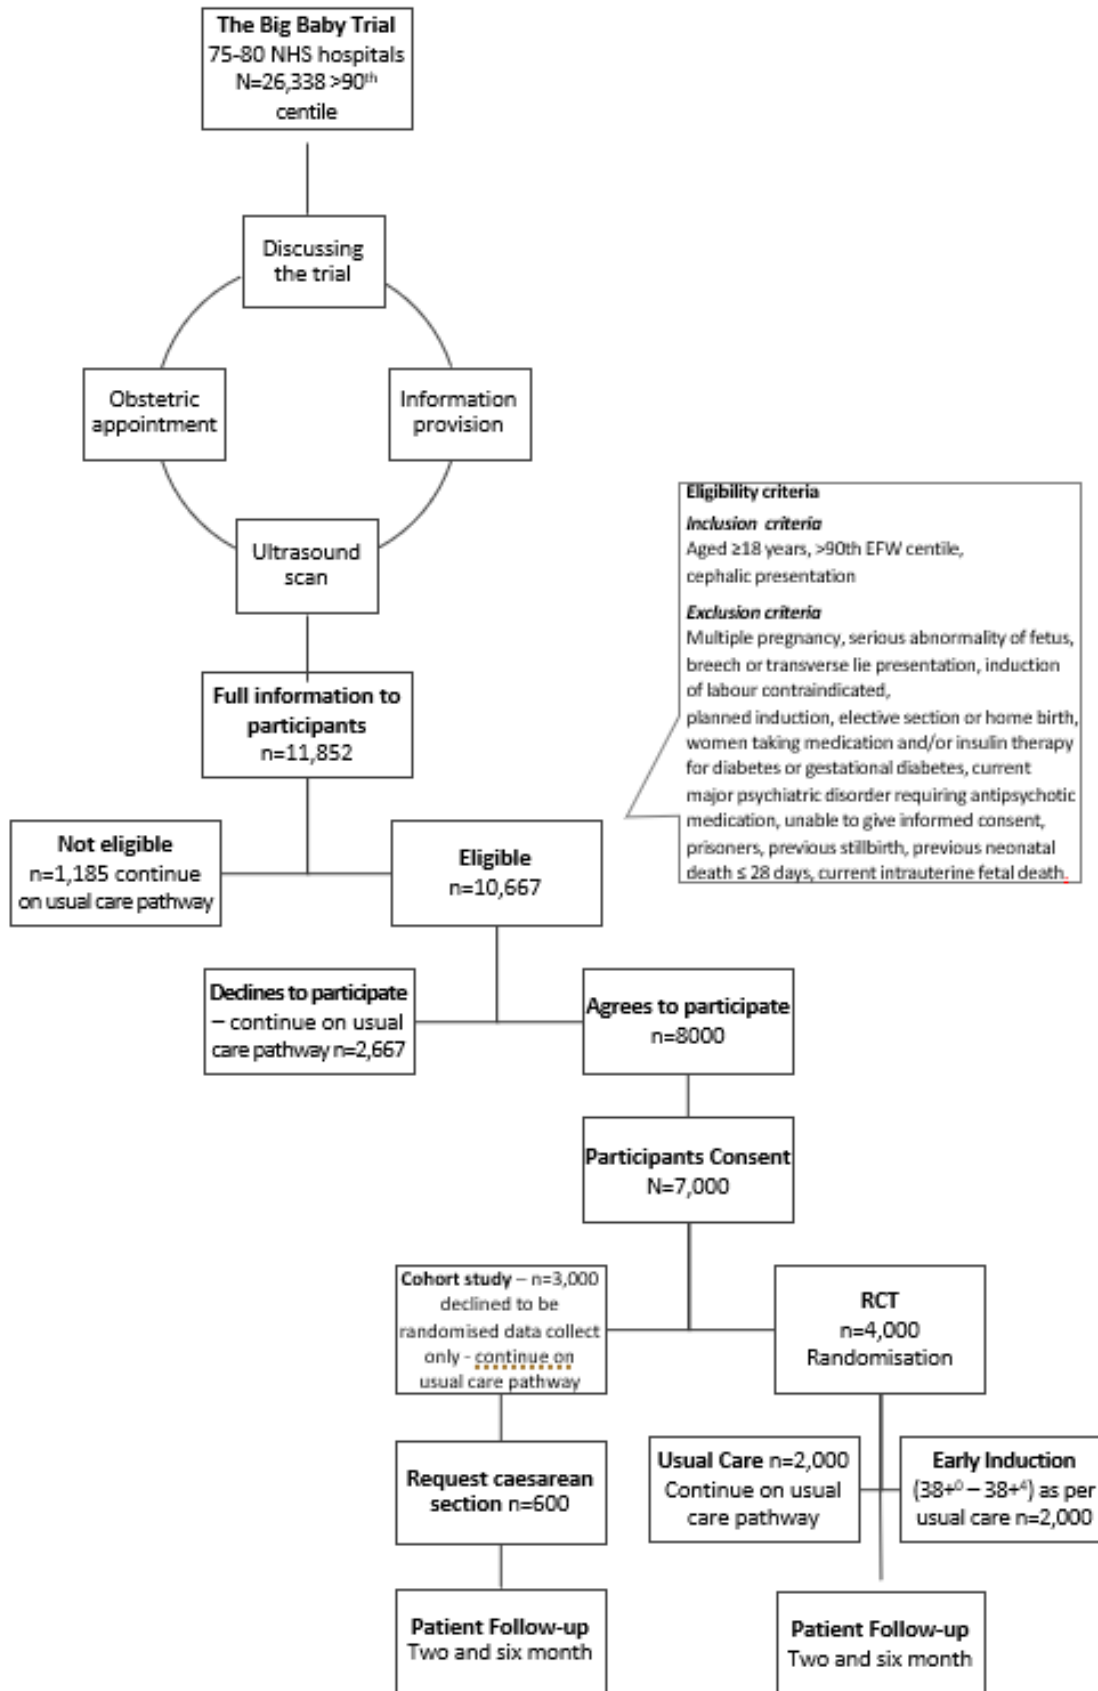 The Big Baby Trial
75-80 NHS hospitals
N=26,338 >90th
centile
Discussing
the trial
Obstetric
appointment
Information
provision
Ultrasound
scan
Full information to
participants
n=11,852
Eligibility criteria
Inclusion criteria
Aged ≥18 years, >90th EFW centile,
cephalic presentation
Exclusion criteria
Multiple pregnancy, serious abnormality of fetus,
breech or transverse lie presentation, induction
of labour contraindicated,
planned induction, elective section or home birth,
women taking medication and/or insulin therapy
for diabetes or gestational diabetes, current
major psychiatric disorder requiring antipsychotic
medication, unable to give informed consent,
prisoners, previous stillbirth, previous neonatal
death ≤ 28 days, current intrauterine fetal death.
Not eligible
n=1,185 continue
on usual care pathway
Eligible
n=10,667
Declines to participate
– continue on usual
care pathway n=2,667
Agrees to participate
n=8000
Participants Consent
N=7,000
Cohort study – n=3,000
declined to be
randomised data collect
only - continue on
usual care pathway
RCT
n=4,000
Randomisation
Request caesarean
section n=600
Usual Care n=2,000
Continue on usual
care pathway
Early Induction
(38+0 – 38+4) as per
usual care n=2,000
Patient Follow-up
Two and six month
Patient Follow-up
Two and six month